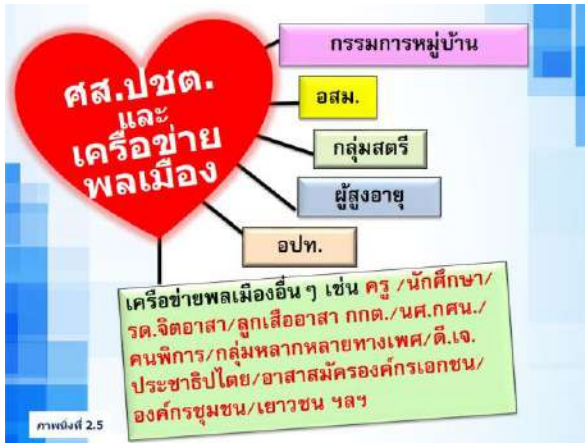 ศส.ปชต.
และ
เครือข่าย
พลเมือง
กรรมการหมู่บ้าน
อสม.
กลุ่มสตรี
ผู้สูงอายุ
อปท.
เครือข่ายพลเมืองอื่น ๆ เช่น ครู /นักศึกษา/
รด.จิตอาสา/ลูกเสืออาสา กกต./นศ.กศน./
คนพิการ/กลุ่มหลากหลายทางเพศ/ดี.เจ.
ประชาธิปไตย/อาสาสมัครองค์กรเอกชน/
องค์กรชุมชน/เยาวชน ฯลฯ
ภาพนิ่งที่ 2.5